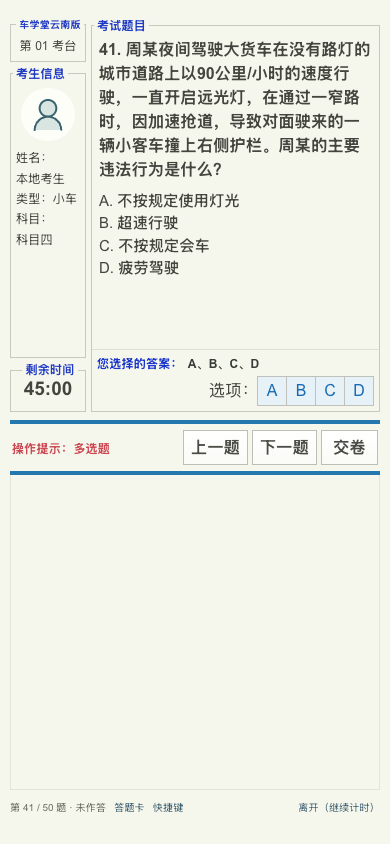 车学堂云南版
第 01 考台
考生信息
姓名：
本地考生
类型：小车
科目：
科目四
剩余时间
45:00
考试题目
41. 周某夜间驾驶大货车在没有路灯的
城市道路上以90公里/小时的速度行
驶，一直开启远光灯，在通过一窄路
时，因加速抢道，导致对面驶来的一
辆小客车撞上右侧护栏。周某的主要
违法行为是什么?
A. 不按规定使用灯光
B. 超速行驶
C. 不按规定会车
D. 疲劳驾驶
您选择的答案： A、B、C、D
选项： A B C D
操作提示：多选题
上一题 下一题 交卷
第 41 / 50 题 · 未作答 答题卡 快捷键 离开（继续计时）